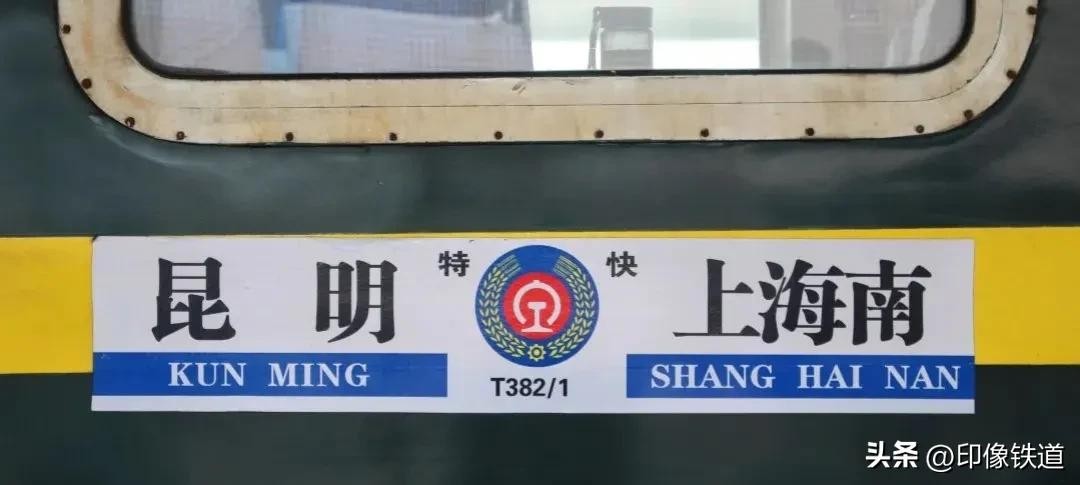 昆明
特 快
上海南
KUN MING
T382/1
SHANG HAI NAN
头条 @印像铁道